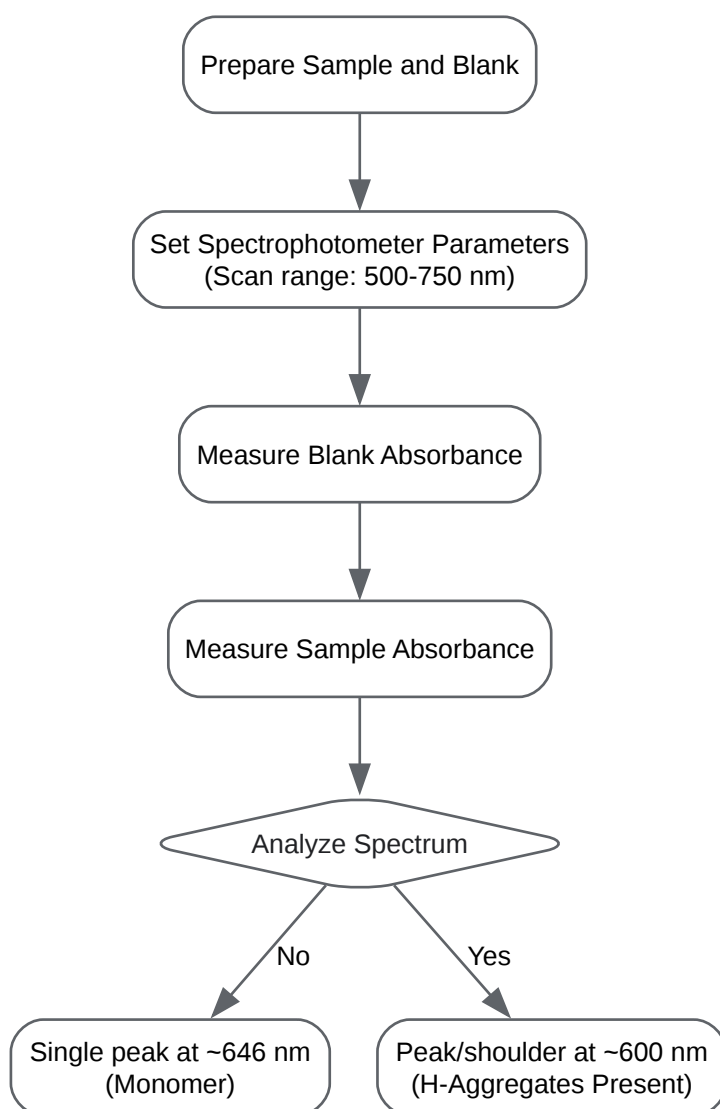 Prepare Sample and Blank
Set Spectrophotometer Parameters
(Scan range: 500-750 nm)
Measure Blank Absorbance
Measure Sample Absorbance
Analyze Spectrum
No
Yes
Single peak at ~646 nm
(Monomer)
Peak/shoulder at ~600 nm
(H-Aggregates Present)